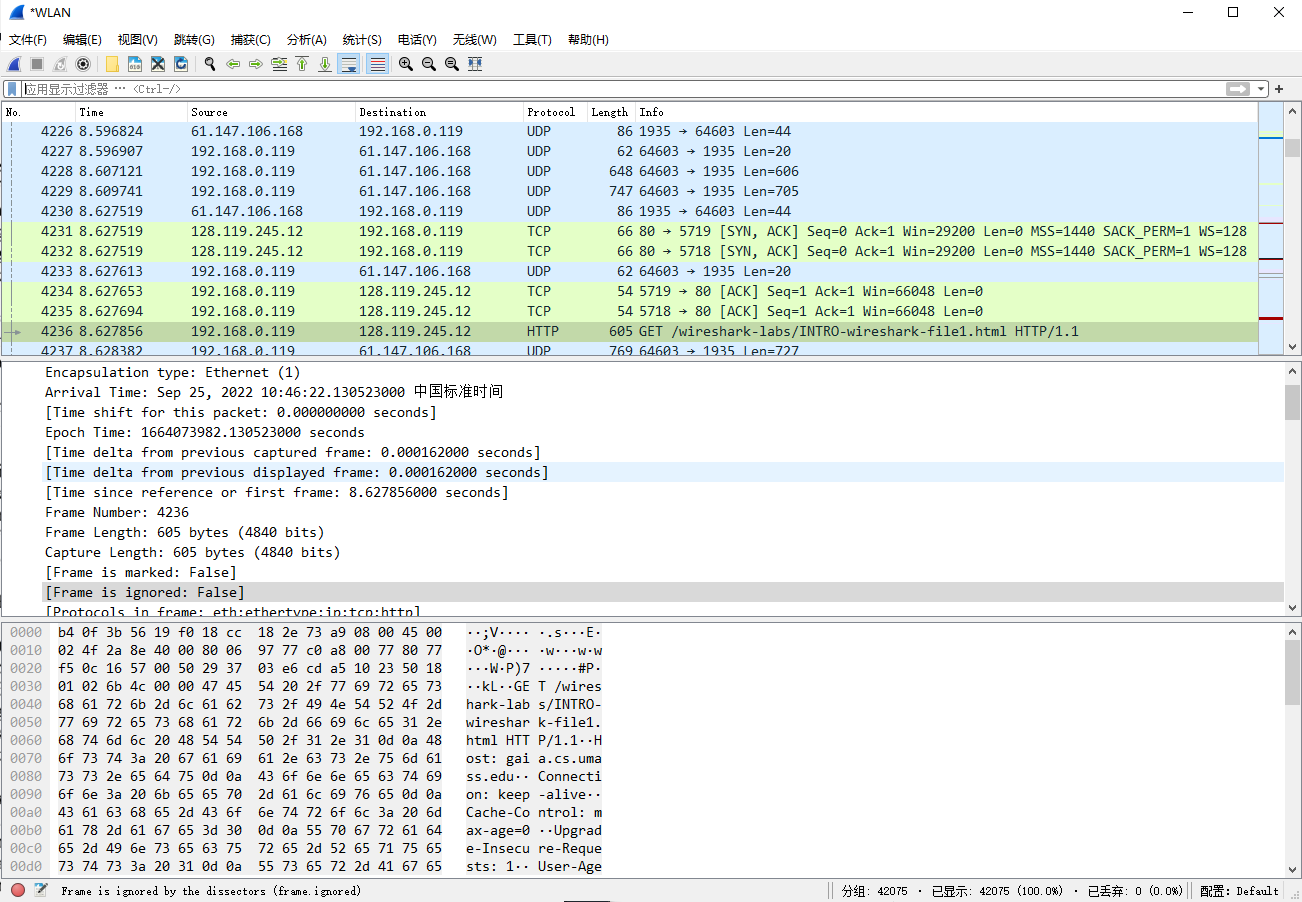 *WLAN
文件(F) 编辑(E) 视图(V) 跳转(G) 捕获(C) 分析(A) 统计(S) 电话(Y) 无线(W) 工具(T) 帮助(H)
应用显示过滤器 … <Ctrl-/>
No. Time Source Destination Protocol Length Info
4226 8.596824 61.147.106.168 192.168.0.119 UDP 86 1935 → 64603 Len=44
4227 8.596907 192.168.0.119 61.147.106.168 UDP 62 64603 → 1935 Len=20
4228 8.607121 192.168.0.119 61.147.106.168 UDP 648 64603 → 1935 Len=606
4229 8.609741 192.168.0.119 61.147.106.168 UDP 747 64603 → 1935 Len=705
4230 8.627519 61.147.106.168 192.168.0.119 UDP 86 1935 → 64603 Len=44
4231 8.627519 128.119.245.12 192.168.0.119 TCP 66 80 → 5719 [SYN, ACK] Seq=0 Ack=1 Win=29200 Len=0 MSS=1440 SACK_PERM=1 WS=128
4232 8.627519 128.119.245.12 192.168.0.119 TCP 66 80 → 5718 [SYN, ACK] Seq=0 Ack=1 Win=29200 Len=0 MSS=1440 SACK_PERM=1 WS=128
4233 8.627613 192.168.0.119 61.147.106.168 UDP 62 64603 → 1935 Len=20
4234 8.627653 192.168.0.119 128.119.245.12 TCP 54 5719 → 80 [ACK] Seq=1 Ack=1 Win=66048 Len=0
4235 8.627694 192.168.0.119 128.119.245.12 TCP 54 5718 → 80 [ACK] Seq=1 Ack=1 Win=66048 Len=0
4236 8.627856 192.168.0.119 128.119.245.12 HTTP 605 GET /wireshark-labs/INTRO-wireshark-file1.html HTTP/1.1
4237 8.628382 192.168.0.119 61.147.106.168 UDP 769 64603 → 1935 Len=727
Encapsulation type: Ethernet (1)
Arrival Time: Sep 25, 2022 10:46:22.130523000 中国标准时间
[Time shift for this packet: 0.000000000 seconds]
Epoch Time: 1664073982.130523000 seconds
[Time delta from previous captured frame: 0.000162000 seconds]
[Time delta from previous displayed frame: 0.000162000 seconds]
[Time since reference or first frame: 8.627856000 seconds]
Frame Number: 4236
Frame Length: 605 bytes (4840 bits)
Capture Length: 605 bytes (4840 bits)
[Frame is marked: False]
[Frame is ignored: False]
[Protocols in frame: eth:ethertype:ip:tcp:http]
0000 b4 0f 3b 56 19 f0 18 cc 18 2e 73 a9 08 00 45 00 ··;V···· ·.s···E·
0010 02 4f 2a 8e 40 00 80 06 97 77 c0 a8 00 77 80 77 ·O*·@··· ·w···w·w
0020 f5 0c 16 57 00 50 29 37 03 e6 cd a5 10 23 50 18 ···W·P)7 ·····#P·
0030 01 02 6b 4c 00 00 47 45 54 20 2f 77 69 72 65 73 ··kL··GE T /wires
0040 68 61 72 6b 2d 6c 61 62 73 2f 49 4e 54 52 4f 2d hark-lab s/INTRO-
0050 77 69 72 65 73 68 61 72 6b 2d 66 69 6c 65 31 2e wireshar k-file1.
0060 68 74 6d 6c 20 48 54 54 50 2f 31 2e 31 0d 0a 48 html HTT P/1.1··H
0070 6f 73 74 3a 20 67 61 69 61 2e 63 73 2e 75 6d 61 ost: gai a.cs.uma
0080 73 73 2e 65 64 75 0d 0a 43 6f 6e 6e 65 63 74 69 ss.edu·· Connecti
0090 6f 6e 3a 20 6b 65 65 70 2d 61 6c 69 76 65 0d 0a on: keep -alive··
00a0 43 61 63 68 65 2d 43 6f 6e 74 72 6f 6c 3a 20 6d Cache-Co ntrol: m
00b0 61 78 2d 61 67 65 3d 30 0d 0a 55 70 67 72 61 64 ax-age=0 ··Upgrad
00c0 65 2d 49 6e 73 65 63 75 72 65 2d 52 65 71 75 65 e-Insecu re-Reque
00d0 73 74 73 3a 20 31 0d 0a 55 73 65 72 2d 41 67 65 sts: 1·· User-Age
Frame is ignored by the dissectors (frame.ignored) 分组: 42075 · 已显示: 42075 (100.0%) · 已丢弃: 0 (0.0%) 配置: Default